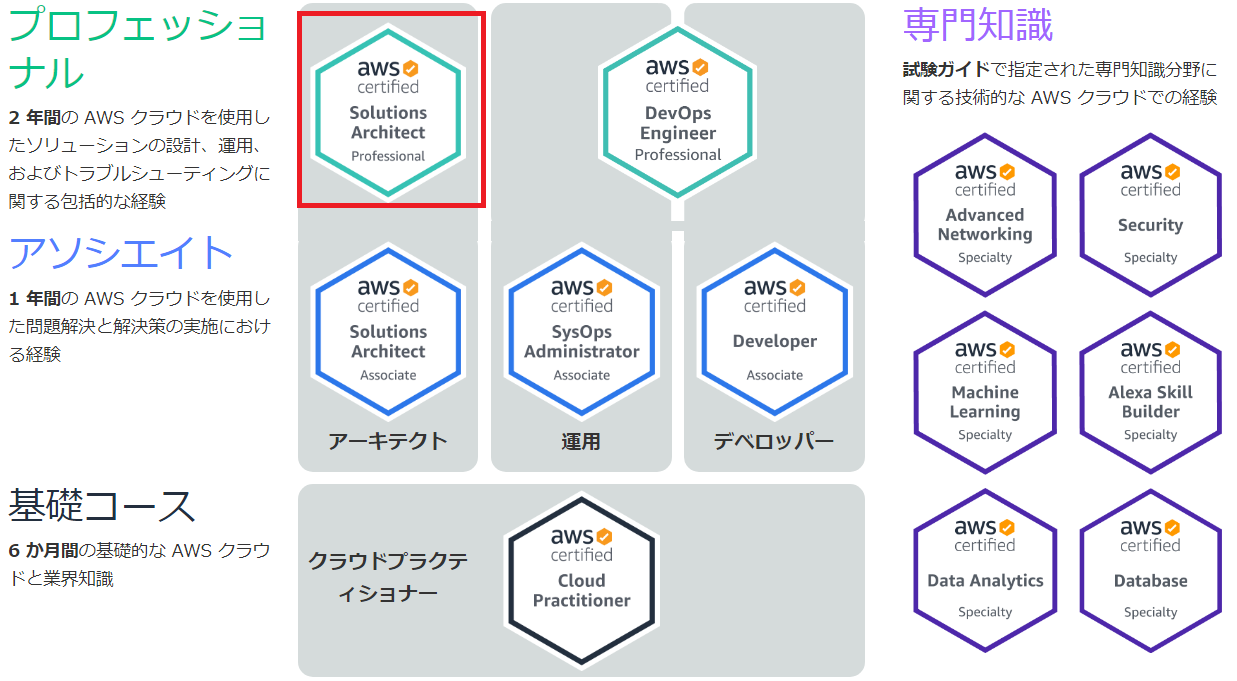 プロフェッショ
ナル
2 年間の AWS クラウドを使用し
たソリューションの設計、運用、
およびトラブルシューティングに
関する包括的な経験
aws
certified
Solutions
Architect
Professional
aws
certified
DevOps
Engineer
Professional
アソシエイト
1 年間の AWS クラウドを使用し
た問題解決と解決策の実施におけ
る経験
aws
certified
Solutions
Architect
Associate
アーキテクト
aws
certified
SysOps
Administrator
Associate
運用
aws
certified
Developer
Associate
デベロッパー
基礎コース
6 か月間の基礎的な AWS クラウ
ドと業界知識
クラウドプラクテ
ィショナー
aws
certified
Cloud
Practitioner
専門知識
試験ガイドで指定された専門知識分野に
関する技術的な AWS クラウドでの経験
aws
certified
Advanced
Networking
Specialty
aws
certified
Security
Specialty
aws
certified
Machine
Learning
Specialty
aws
certified
Alexa Skill
Builder
Specialty
aws
certified
Data Analytics
Specialty
aws
certified
Database
Specialty